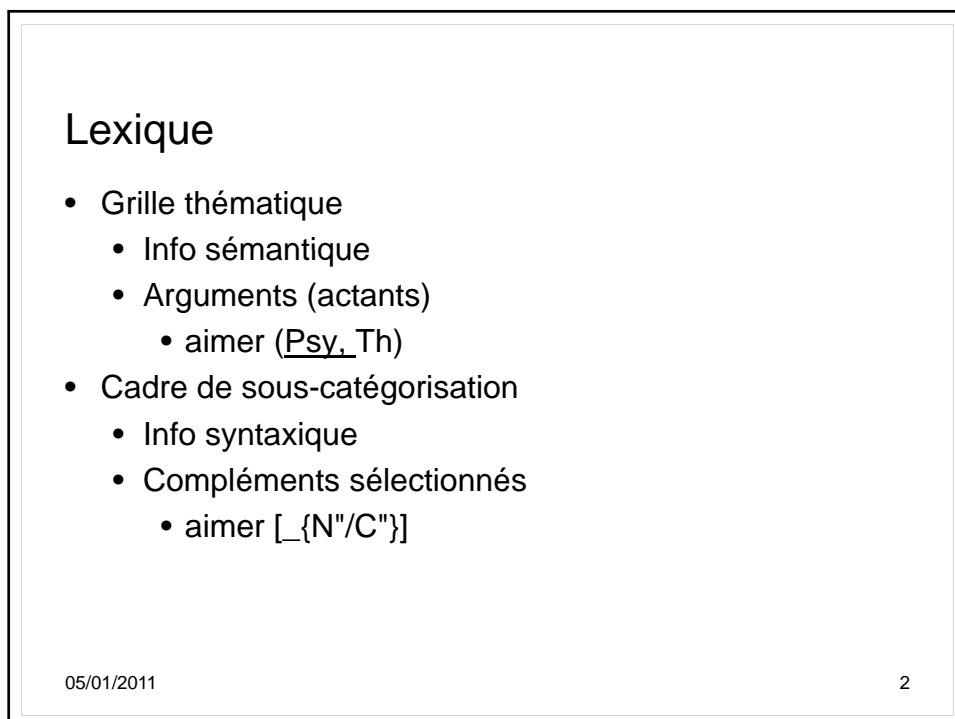 Lexique
• Grille thématique
• Info sémantique
• Arguments (actants)
• aimer (Psy, Th)
• Cadre de sous-catégorisation
• Info syntaxique
• Compléments sélectionnés
• aimer [_{N"/C"}]
05/01/2011 2